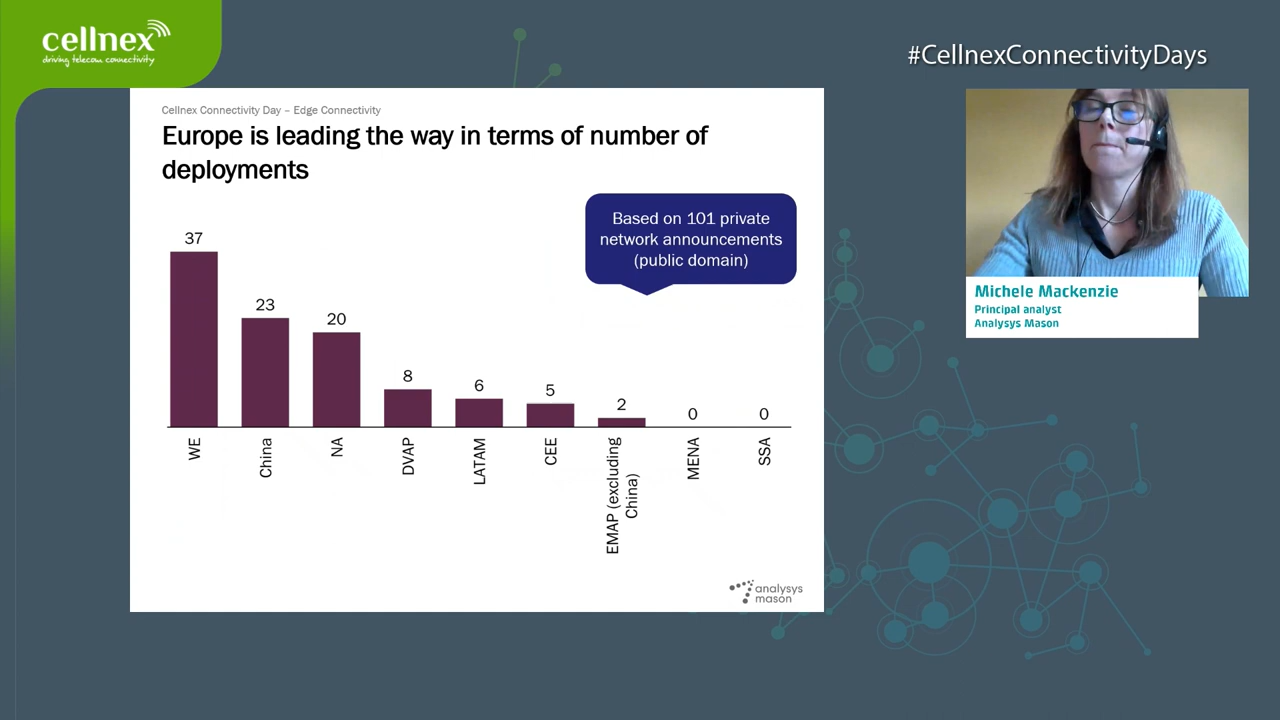 cellnex
driving telecom connectivity
#CellnexConnectivityDays
Cellnex Connectivity Day – Edge Connectivity
Europe is leading the way in terms of number of
deployments
Based on 101 private
network announcements
(public domain)
37
23
20
8
6
5
2
0
0
WE
China
NA
DVAP
LATAM
CEE
EMAP (excluding
China)
MENA
SSA
analysys
mason
Michele Mackenzie
Principal analyst
Analysys Mason